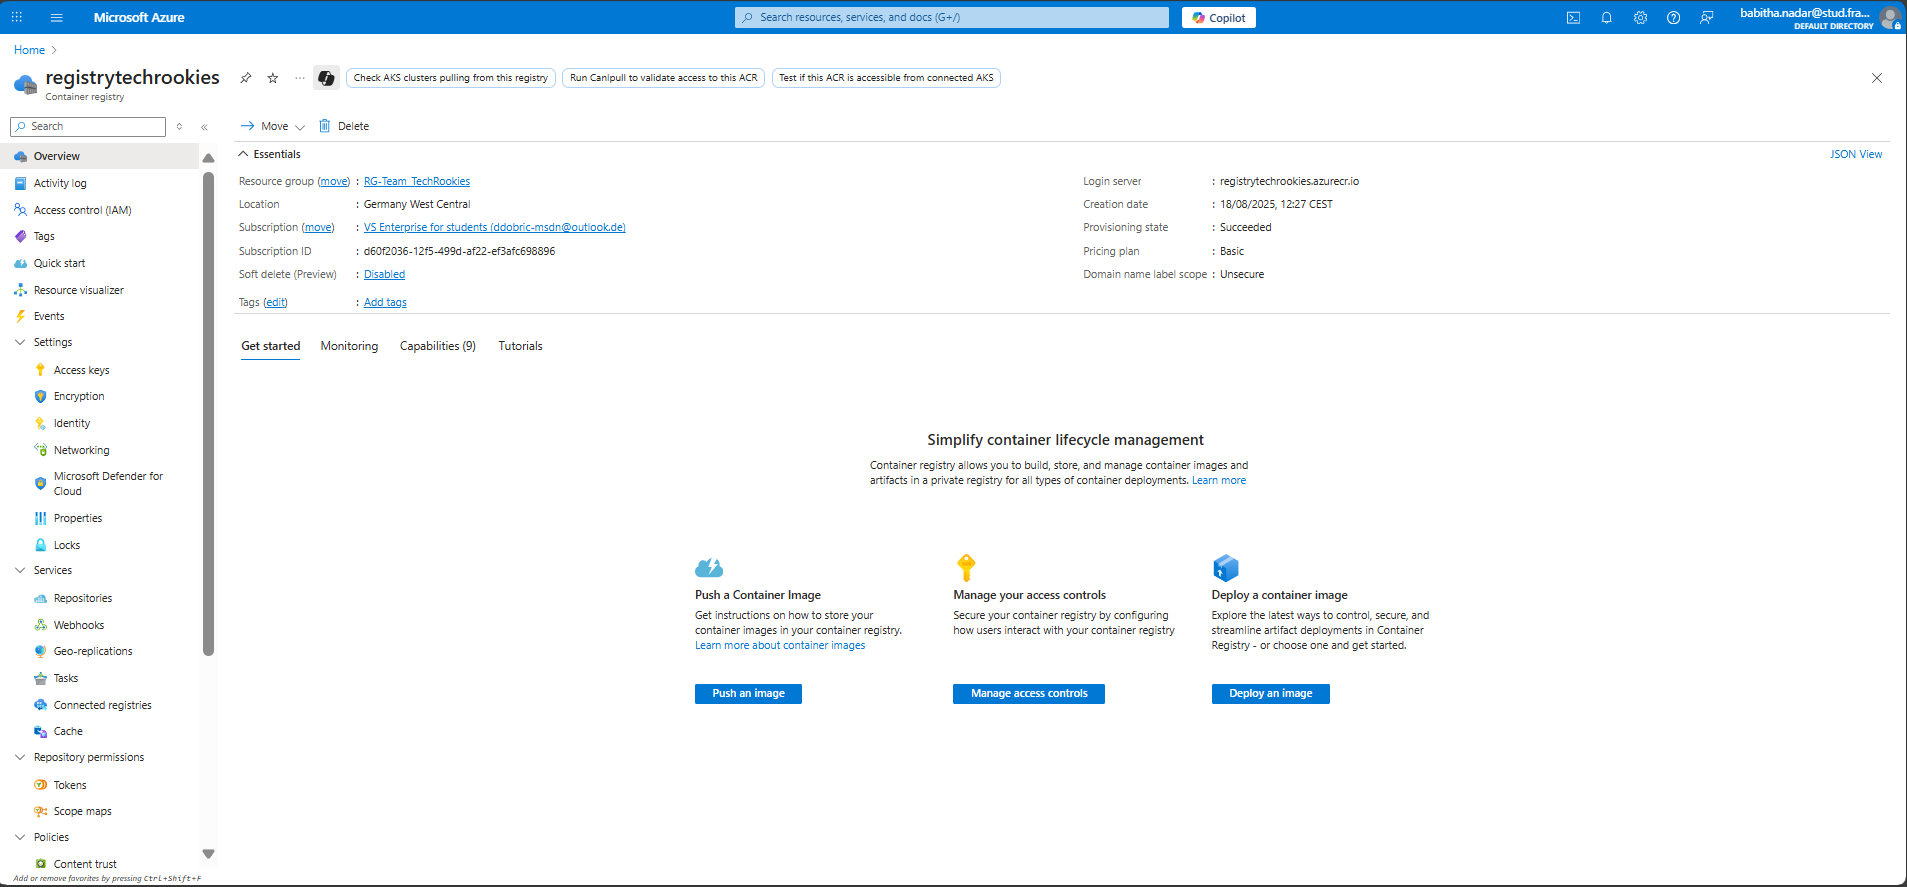 Microsoft Azure
Search resources, services, and docs (G+/)
Copilot
babitha.nadar@stud.fra...
DEFAULT DIRECTORY
Home
registrytechrookies
Container registry
Check AKS clusters pulling from this registry
Run Canipull to validate access to this ACR
Test if this ACR is accessible from connected AKS
Search
Move
Delete
Overview
Activity log
Access control (IAM)
Tags
Quick start
Resource visualizer
Events
Settings
Access keys
Encryption
Identity
Networking
Microsoft Defender for
Cloud
Properties
Locks
Services
Repositories
Webhooks
Geo-replications
Tasks
Connected registries
Cache
Repository permissions
Tokens
Scope maps
Policies
Content trust
Add or remove favorites by pressing Ctrl+Shift+F
Essentials
JSON View
Resource group (move) : RG-Team_TechRookies
Location : Germany West Central
Subscription (move) : VS Enterprise for students (ddobric-msdn@outlook.de)
Subscription ID : d60f2036-12f5-499d-af22-ef3afc698896
Soft delete (Preview) : Disabled
Tags (edit) : Add tags
Login server : registrytechrookies.azurecr.io
Creation date : 18/08/2025, 12:27 CEST
Provisioning state : Succeeded
Pricing plan : Basic
Domain name label scope : Unsecure
Get started Monitoring Capabilities (9) Tutorials
Simplify container lifecycle management
Container registry allows you to build, store, and manage container images and
artifacts in a private registry for all types of container deployments. Learn more
Push a Container Image
Get instructions on how to store your
container images in your container registry.
Learn more about container images
Push an image
Manage your access controls
Secure your container registry by configuring
how users interact with your container registry
Manage access controls
Deploy a container image
Explore the latest ways to control, secure, and
streamline artifact deployments in Container
Registry - or choose one and get started.
Deploy an image